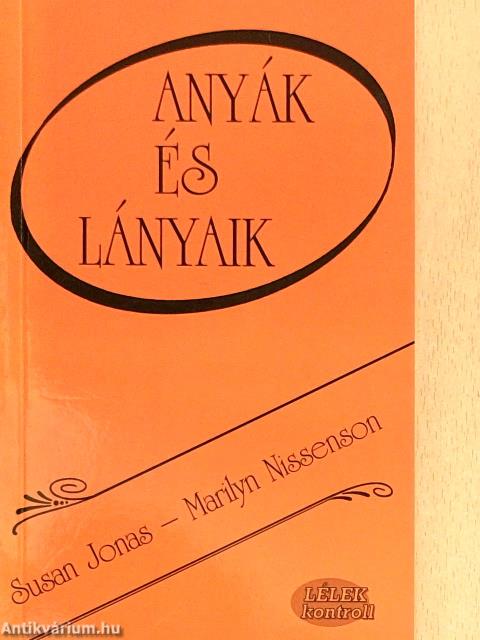 ANYÁK
ÉS
LÁNYAIK
Susan Jonas – Marilyn Nissenson
LÉLEK
kontroll
Antikvárium.hu